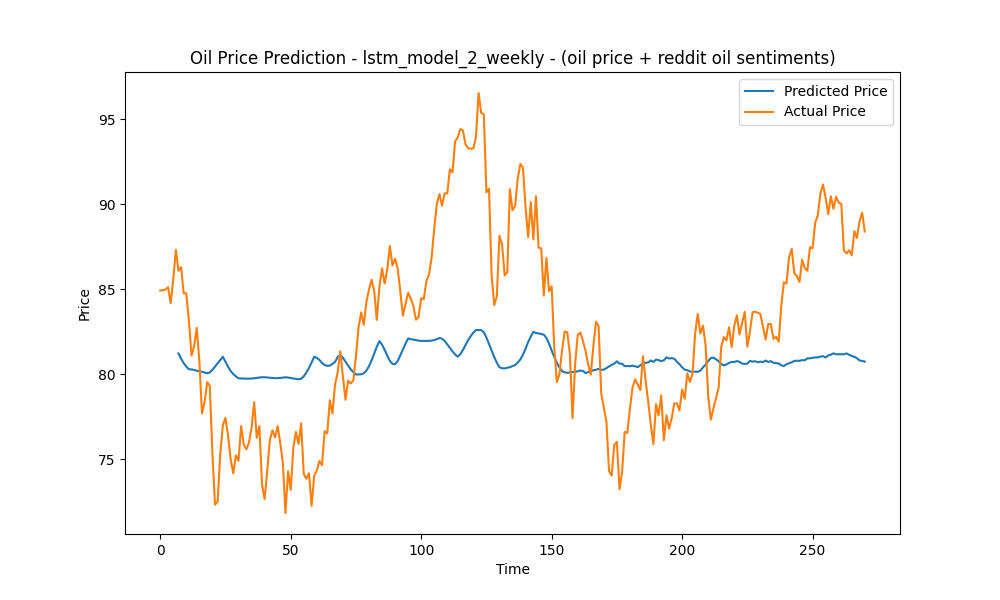 Oil Price Prediction - lstm_model_2_weekly - (oil price + reddit oil sentiments)
Predicted Price
Actual Price
95
90
85
80
75
Price
0 50 100 150 200 250
Time